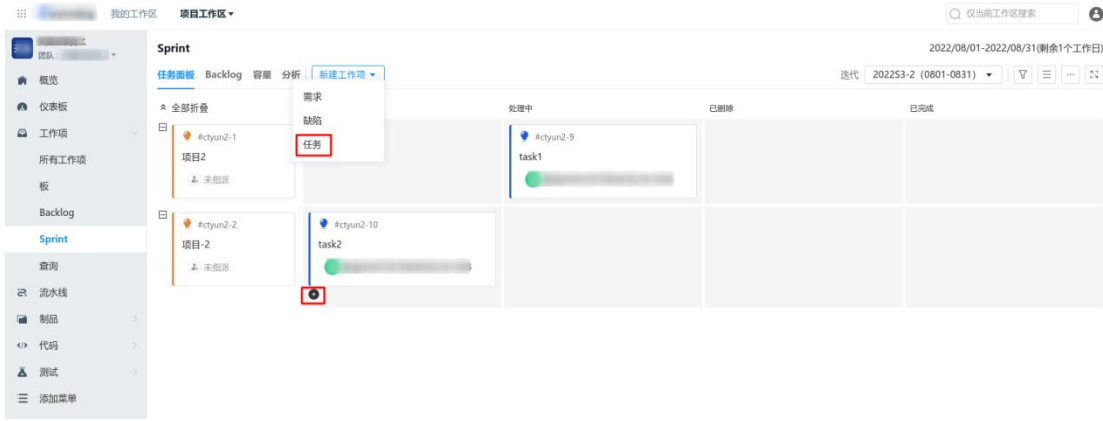 我的工作区 项目工作区 仅当前工作区搜索
团队:
概览
仪表板
工作项
所有工作项
板
Backlog
Sprint
查询
流水线
制品
代码
测试
添加菜单
Sprint 2022/08/01-2022/08/31(剩余1个工作日)
任务面板 Backlog 容量 分析 新建工作项 迭代 2022S3-2(0801-0831)
需求
缺陷
任务
全部折叠 处理中 已删除 已完成
#ctyun2-1
项目2
未指派
#ctyun2-9
task1
#ctyun2-2
项目-2
未指派
#ctyun2-10
task2